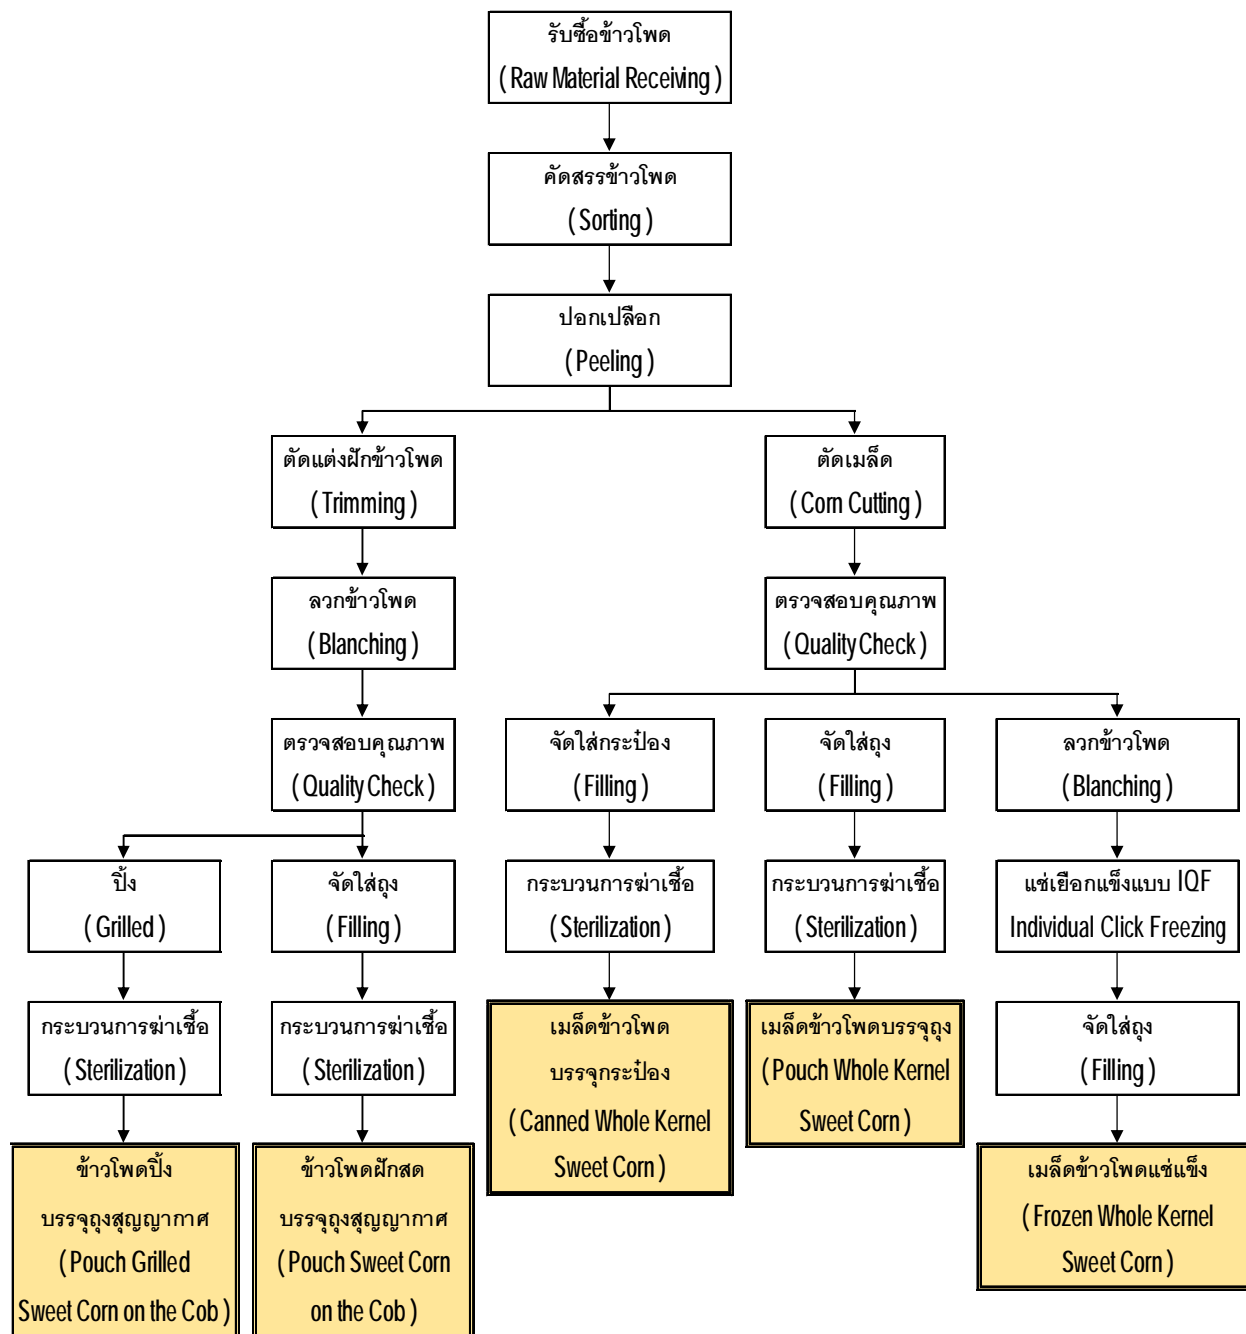 รับซื้อข้าวโพด
( Raw Material Receiving )
คัดสรรข้าวโพด
( Sorting )
ปอกเปลือก
( Peeling )
ตัดแต่งฝักข้าวโพด
( Trimming )
ตัดเมล็ด
( Corn Cutting )
ลวกข้าวโพด
( Blanching )
ตรวจสอบคุณภาพ
( Quality Check )
ตรวจสอบคุณภาพ
( Quality Check )
จัดใส่กระป๋อง
( Filling )
จัดใส่ถุง
( Filling )
ลวกข้าวโพด
( Blanching )
ปิ้ง
( Grilled )
จัดใส่ถุง
( Filling )
กระบวนการฆ่าเชื้อ
( Sterilization )
กระบวนการฆ่าเชื้อ
( Sterilization )
แช่เยือกแข็งแบบ IQF
Individual Click Freezing
กระบวนการฆ่าเชื้อ
( Sterilization )
กระบวนการฆ่าเชื้อ
( Sterilization )
เมล็ดข้าวโพด
บรรจุกระป๋อง
( Canned Whole Kernel
Sweet Corn )
เมล็ดข้าวโพดบรรจุถุง
( Pouch Whole Kernel
Sweet Corn )
จัดใส่ถุง
( Filling )
ข้าวโพดปิ้ง
บรรจุถุงสุญญากาศ
( Pouch Grilled
Sweet Corn on the Cob )
ข้าวโพดฝักสด
บรรจุถุงสุญญากาศ
( Pouch Sweet Corn
on the Cob )
เมล็ดข้าวโพดแช่แข็ง
( Frozen Whole Kernel
Sweet Corn )